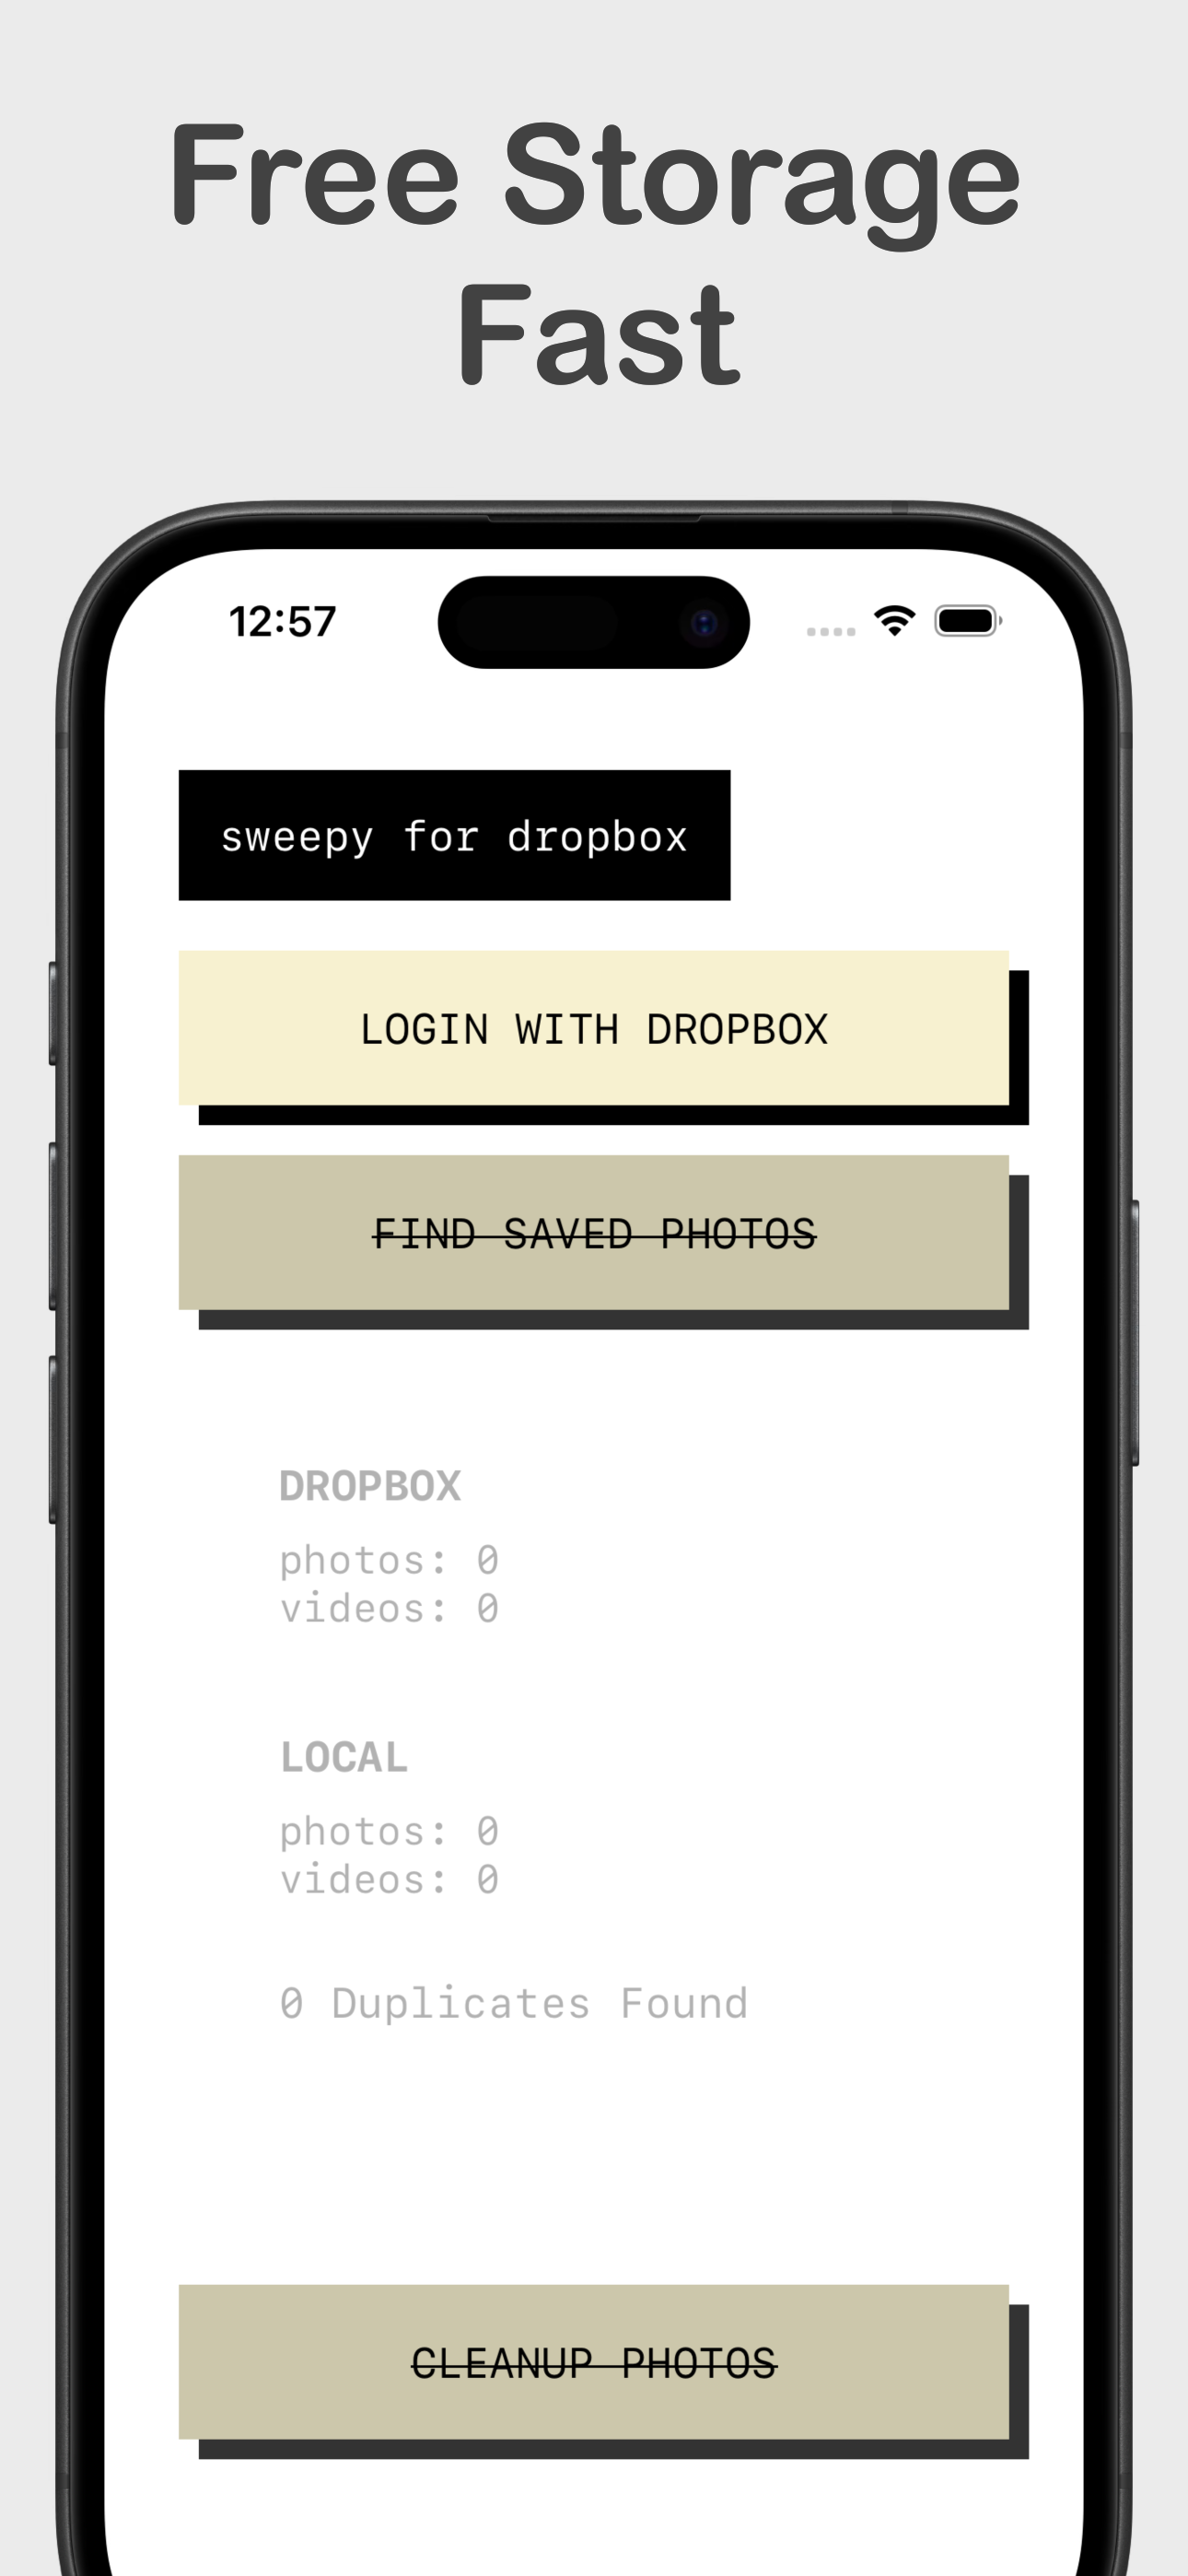 Free Storage
Fast
12:57
sweepy for dropbox
LOGIN WITH DROPBOX
FIND SAVED PHOTOS
DROPBOX
photos: 0
videos: 0
LOCAL
photos: 0
videos: 0
0 Duplicates Found
CLEANUP PHOTOS